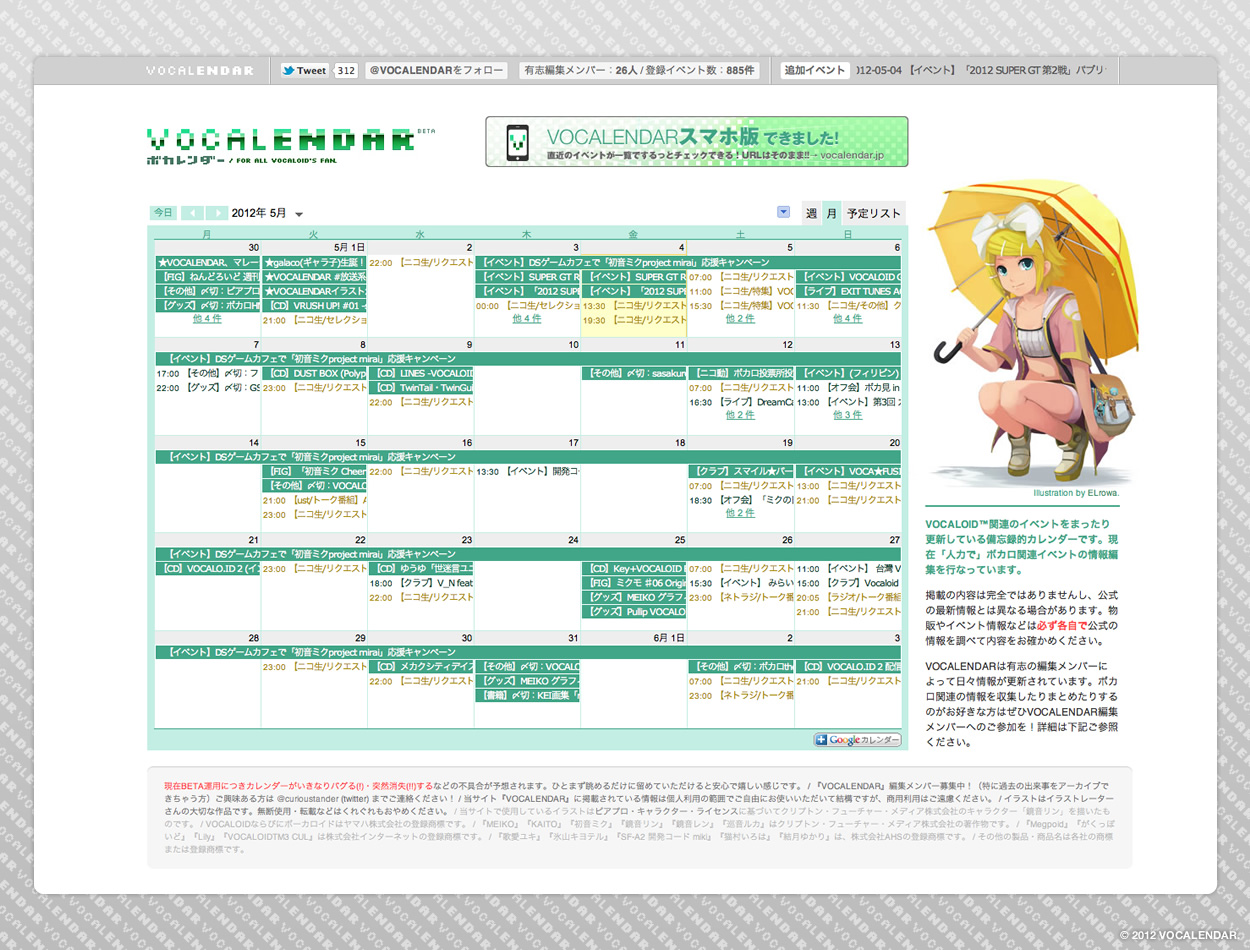 VOCALENDAR
Tweet 312 @VOCALENDARをフォロー 有志編集メンバー：26人 / 登録イベント数：885件 追加イベント 012-05-04 【イベント】「2012 SUPER GT 第2戦」パブリ
VOCALENDAR BETA
ボカレンダー / FOR ALL VOCALOID'S FAN.
VOCALENDARスマホ版 できました!
直近のイベントが一覧でずるっとチェックできる！URLはそのまま!!→ vocalendar.jp
今日 2012年 5月 週 月 予定リスト
月 火 水 木 金 土 日
30 5月 1日 2 3 4 5 6
★VOCALENDAR、マレー ★galaco(ギャラ子)生誕！ 22:00 【ニコ生/リクエスト 【イベント】DSゲームカフェで「初音ミクproject mirai」応援キャンペーン
【FIG】ねんどろいど 週刊 ★VOCALENDAR #放送系 【イベント】SUPER GT R 【イベント】SUPER GT R 07:00 【ニコ生/リクエスト 【イベント】VOCALOID
【その他】〆切：ピアプロ ★VOCALENDARイラスト 【イベント】「2012 SUP 【イベント】「2012 SUP 11:00 【ニコ生/特集】VOC 【ライブ】EXIT TUNES A
【グッズ】〆切：ボカロH 【CD】VRUSH UP! #01 - 00:00 【ニコ生/セレクショ 13:30 【ニコ生/リクエスト 15:30 【ニコ生/特集】VOC 11:30 【ニコ生/その他】ク
他 4 件 21:00 【ニコ生/セレクショ 他 4 件 19:30 【ニコ生/リクエスト 他 2 件 他 4 件
7 8 9 10 11 12 13
【イベント】DSゲームカフェで「初音ミクproject mirai」応援キャンペーン
17:00 【その他】〆切：フ 【CD】DUST BOX (Polyp 【CD】LINES -VOCALOID 【その他】〆切：sasakun 【ニコ動】ボカロ投票所投 【イベント】(フィリピン)
22:00 【グッズ】〆切：GS 23:00 【ニコ生/リクエスト 【CD】TwinTail・TwinGui 07:00 【ニコ生/リクエスト 11:00 【オフ会】ボカ見 in
22:00 【ニコ生/リクエスト 16:30 【ライブ】DreamCa 13:00 【イベント】第3回
他 2 件 他 3 件
14 15 16 17 18 19 20
【イベント】DSゲームカフェで「初音ミクproject mirai」応援キャンペーン
【FIG】「初音ミク Cheer 22:00 【ニコ生/リクエスト 13:30 【イベント】開発コ 【クラブ】スマイル★パー 【イベント】VOCA★FUSI
【その他】〆切：VOCALO 07:00 【ニコ生/リクエスト 13:00 【ニコ生/リクエスト
21:00 【ust/トーク番組】A 18:30 【オフ会】「ミクの 21:00 【ニコ生/リクエスト
23:00 【ニコ生/リクエスト 他 2 件
21 22 23 24 25 26 27
【イベント】DSゲームカフェで「初音ミクproject mirai」応援キャンペーン
【CD】VOCALO.ID 2 (イ 23:00 【ニコ生/リクエスト 【CD】ゆうゆ「世迷言ユニ 【CD】Key+VOCALOID 07:00 【ニコ生/リクエスト 11:00 【イベント】 台灣 V
18:00 【クラブ】V_N feat 【FIG】ミクモ #06 Origi 15:30 【イベント】みらい 15:00 【クラブ】Vocaloid
22:00 【ニコ生/リクエスト 【グッズ】MEIKO グラフィ 23:00 【ネトラジ/トーク番 20:05 【ラジオ/トーク番組
【グッズ】Pullip VOCALO 21:00 【ニコ生/リクエスト
28 29 30 31 6月 1日 2 3
【イベント】DSゲームカフェで「初音ミクproject mirai」応援キャンペーン
23:00 【ニコ生/リクエスト 【CD】メカクシティデイズ 【その他】〆切：VOCALO 【その他】〆切：ボカロth 【CD】VOCALO.ID 2 配信
22:00 【ニコ生/リクエスト 【グッズ】MEIKO グラフィ 07:00 【ニコ生/リクエスト 21:00 【ニコ生/リクエスト
【書籍】〆切：KEI画集「 23:00 【ネトラジ/トーク番
Google カレンダー
Illustration by ELrowa.
VOCALOID™関連のイベントをまったり
更新している備忘録的カレンダーです。現
在「人力で」ボカロ関連イベントの情報編
集を行なっています。
掲載の内容は完全ではありませんし、公式
の最新情報とは異なる場合があります。物
販やイベント情報などは必ず各自で公式の
情報を調べて内容をお確かめください。
VOCALENDARは有志の編集メンバーに
よって日々情報が更新されています。ボカ
ロ関連の情報を収集したりまとめたりする
のがお好きな方はぜひVOCALENDAR編集
メンバーへのご参加を！詳細は下記ご参照
ください。
現在BETA運用につきカレンダーがいきなりバグる(!)・突然消失(!!)するなどの不具合が予想されます。ひとまず眺めるだけに留めていただけると安心で嬉しい感じです。 / 『VOCALENDAR』編集メンバー募集中！（特に過去の出来事をアーカイブで
きちゃう方）ご興味ある方は @curioustander (twitter) までご連絡ください！ / 当サイト『VOCALENDAR』に掲載されている情報は個人利用の範囲でご自由にお使いいただいて結構ですが、商用利用はご遠慮ください。 / イラストはイラストレーター
さんの大切な作品です。無断使用・転載などはくれぐれもおやめください。 / 当サイトで使用しているイラストはピアプロ・キャラクター・ライセンスに基づいてクリプトン・フューチャー・メディア株式会社のキャラクター「鏡音リン」を描いたも
のです。 / VOCALOIDならびにボーカロイドはヤマハ株式会社の登録商標です。 / 『MEIKO』『KAITO』『初音ミク』『鏡音リン』『鏡音レン』『巡音ルカ』はクリプトン・フューチャー・メディア株式会社の著作物です。 / 『Megpoid』『がくっぽ
いど』『Lily』『VOCALOIDTM3 CUL』は株式会社インターネットの登録商標です。 / 『歌愛ユキ』『氷山キヨテル』『SF-A2 開発コード miki』『猫村いろは』『結月ゆかり』は、株式会社AHSの登録商標です。 / その他の製品・商品名は各社の商標
または登録商標です。
© 2012 VOCALENDAR.